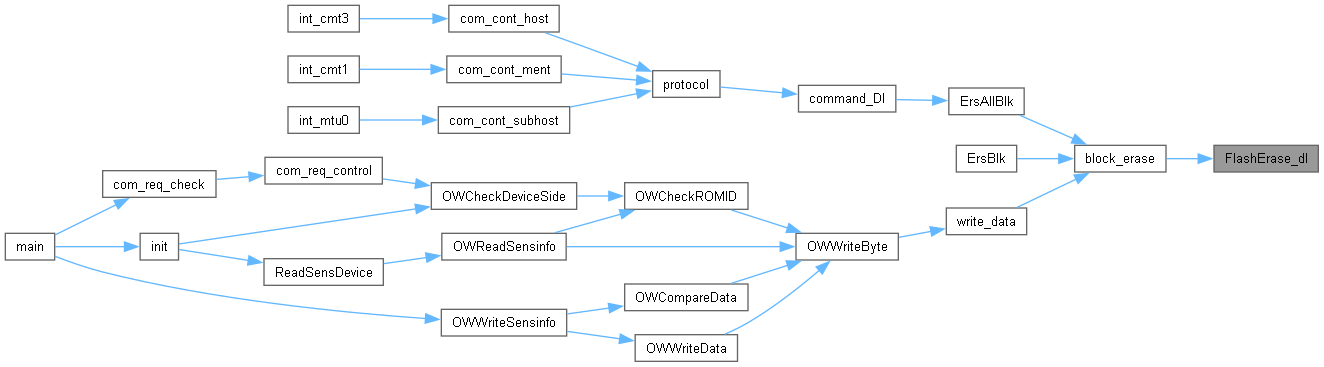 int_cmt3
com_cont_host
int_cmt1
com_cont_ment
protocol
command_Dl
ErsAllBlk
int_mtu0
com_cont_subhost
ErsBlk
block_erase
FlashErase_dl
com_req_check
com_req_control
OWCheckDeviceSide
OWCheckROMID
write_data
main
init
OWReadSensinfo
OWWriteByte
ReadSensDevice
OWCompareData
OWWriteSensinfo
OWWriteData